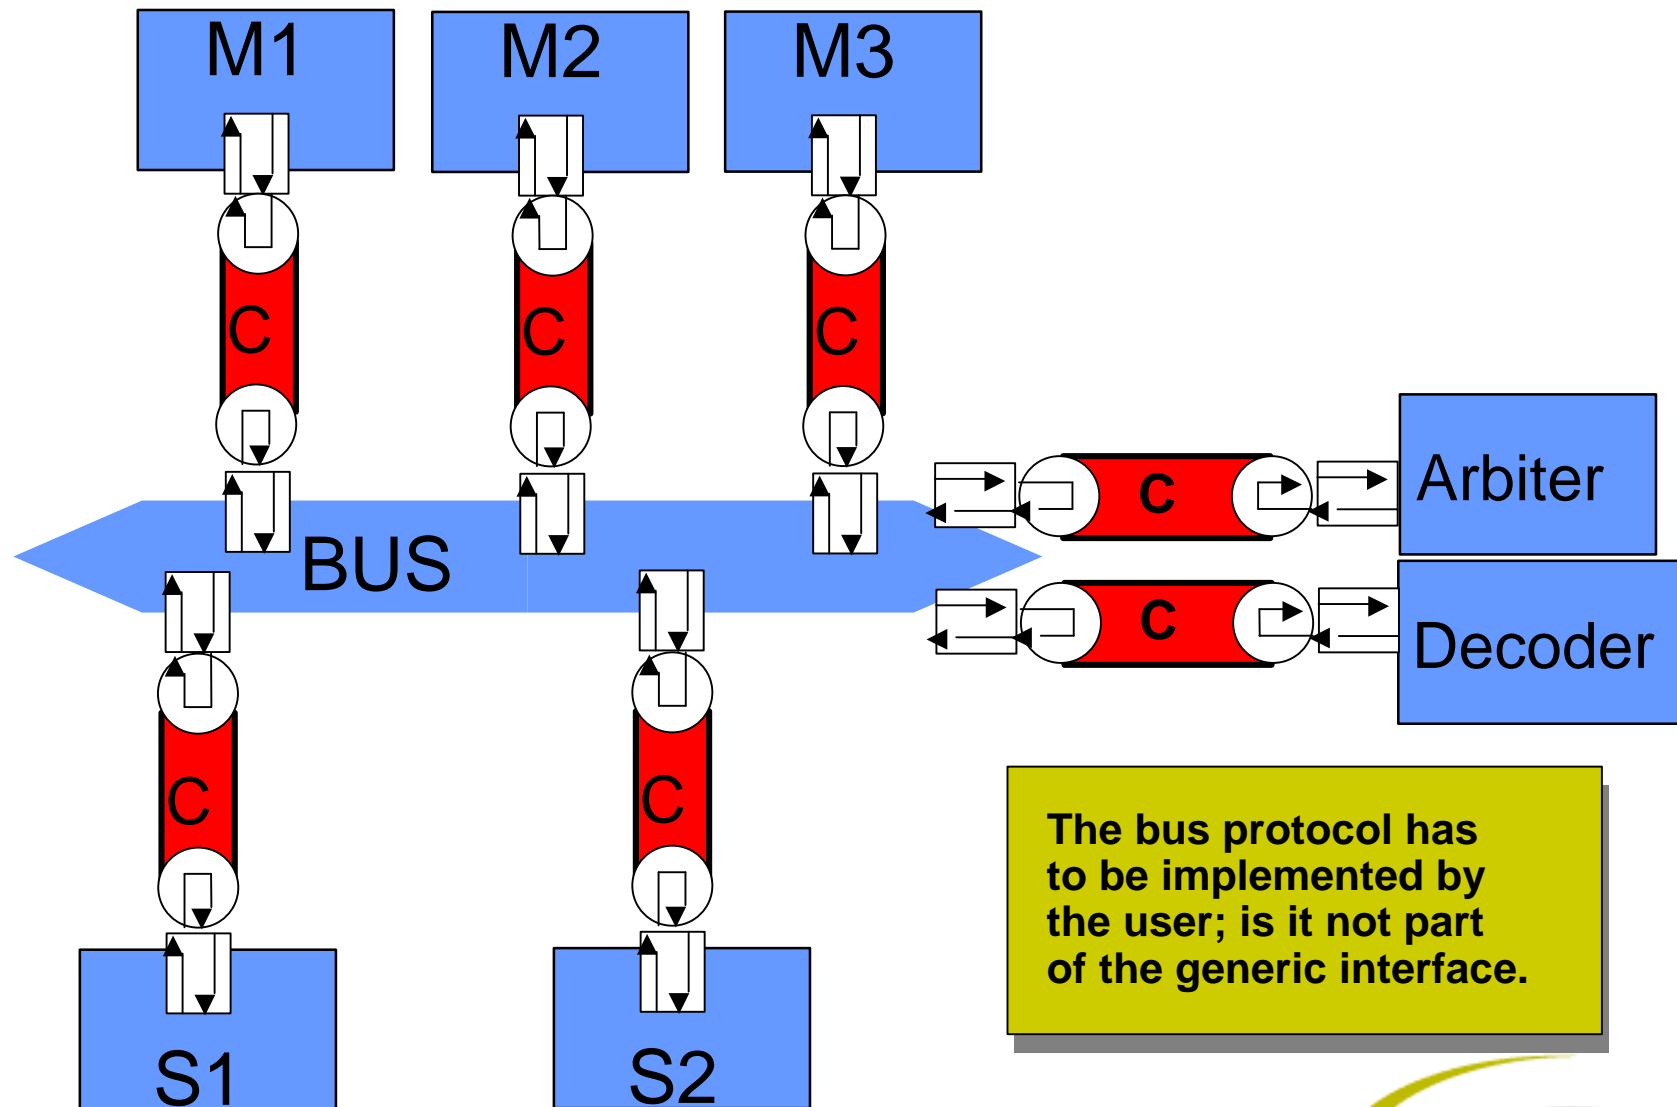 M1
M2
M3
C
C
C
Arbiter
C
BUS
C
Decoder
C
C
The bus protocol has
to be implemented by
the user; is it not part
of the generic interface.
S1
S2